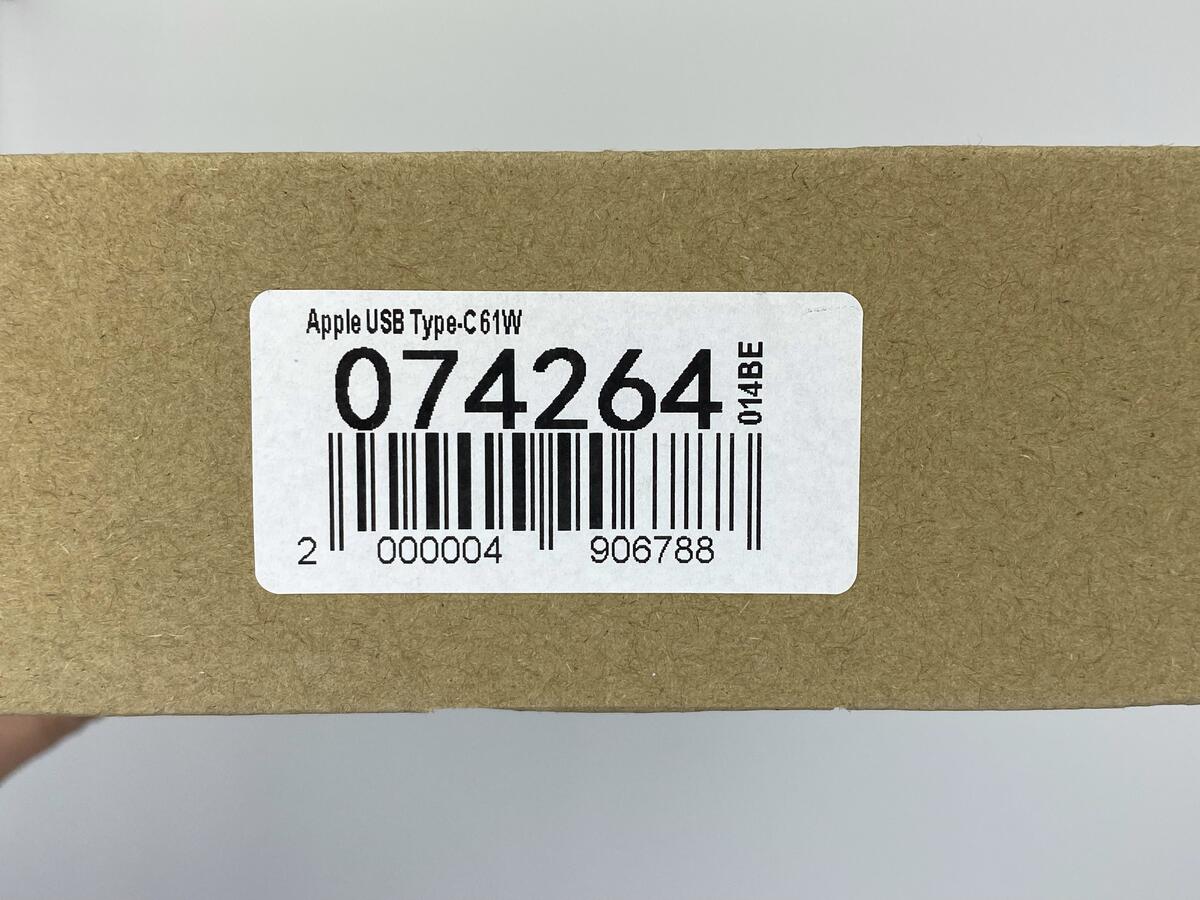 Apple USB Type-C 61W
074264
014BE
2 000004 906788